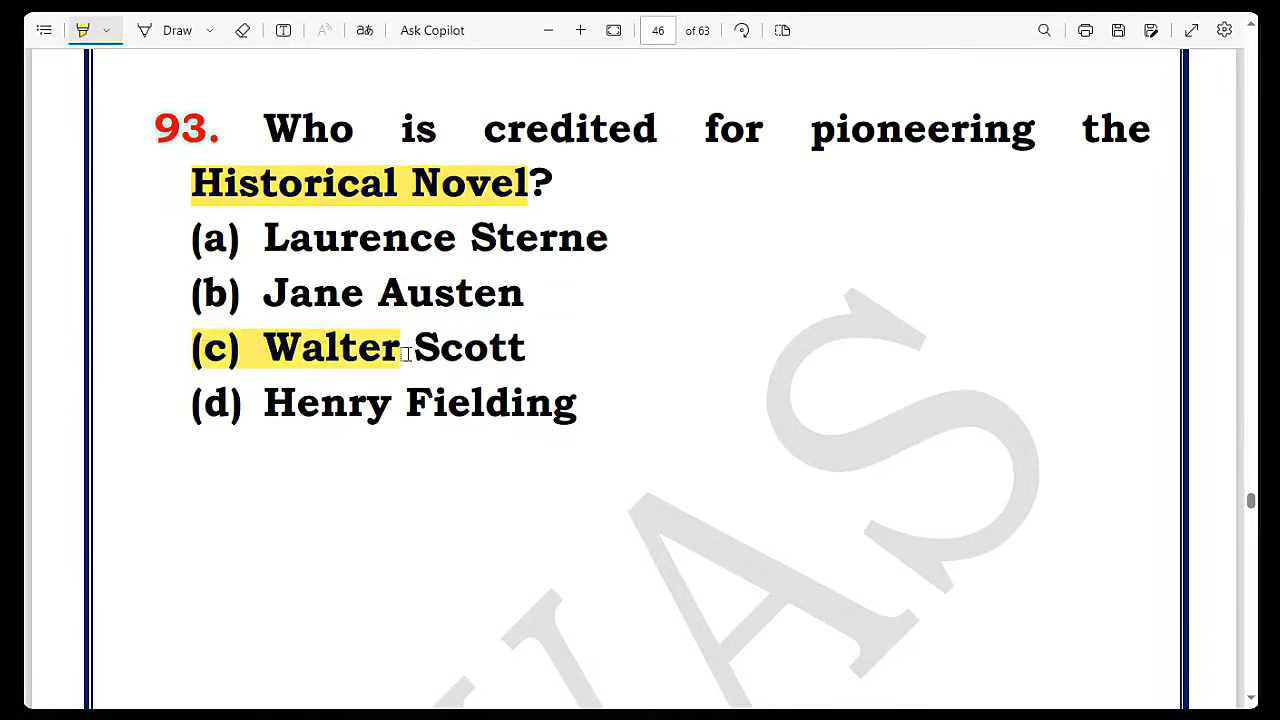 Draw
Ask Copilot
46 of 63
93. Who is credited for pioneering the
Historical Novel?
(a) Laurence Sterne
(b) Jane Austen
(c) Walter Scott
(d) Henry Fielding